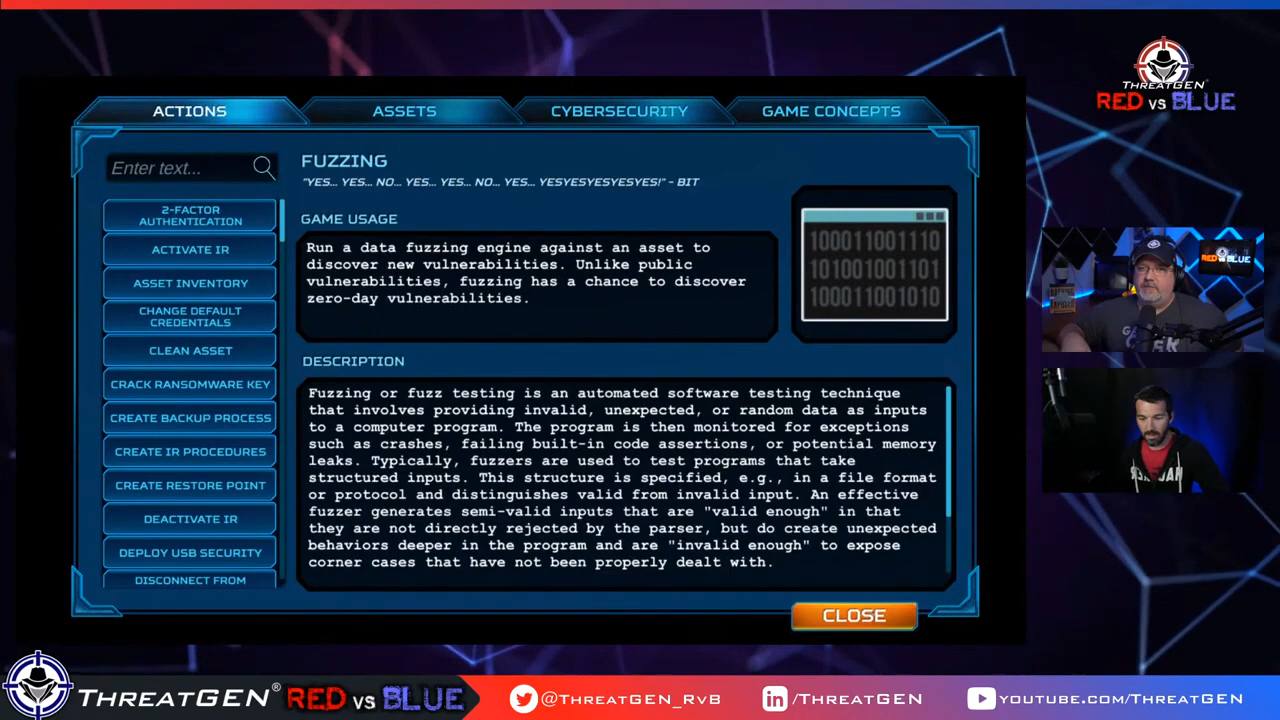 THREATGEN®
RED vs BLUE
ACTIONS
ASSETS
CYBERSECURITY
GAME CONCEPTS
Enter text...
2-FACTOR
AUTHENTICATION
ACTIVATE IR
ASSET INVENTORY
CHANGE DEFAULT
CREDENTIALS
CLEAN ASSET
CRACK RANSOMWARE KEY
CREATE BACKUP PROCESS
CREATE IR PROCEDURES
CREATE RESTORE POINT
DEACTIVATE IR
DEPLOY USB SECURITY
DISCONNECT FROM
FUZZING
"YES... YES... NO... YES... YES... NO... YES... YESYESYESYESYES!" - BIT
GAME USAGE
Run a data fuzzing engine against an asset to
discover new vulnerabilities. Unlike public
vulnerabilities, fuzzing has a chance to discover
zero-day vulnerabilities.
100011001110
101001001101
100011001010
DESCRIPTION
Fuzzing or fuzz testing is an automated software testing technique
that involves providing invalid, unexpected, or random data as inputs
to a computer program. The program is then monitored for exceptions
such as crashes, failing built-in code assertions, or potential memory
leaks. Typically, fuzzers are used to test programs that take
structured inputs. This structure is specified, e.g., in a file format
or protocol and distinguishes valid from invalid input. An effective
fuzzer generates semi-valid inputs that are "valid enough" in that
they are not directly rejected by the parser, but do create unexpected
behaviors deeper in the program and are "invalid enough" to expose
corner cases that have not been properly dealt with.
CLOSE
THREATGEN® RED vs BLUE
@THREATGEN_RVB
/THREATGEN
YOUTUBE.COM/THREATGEN